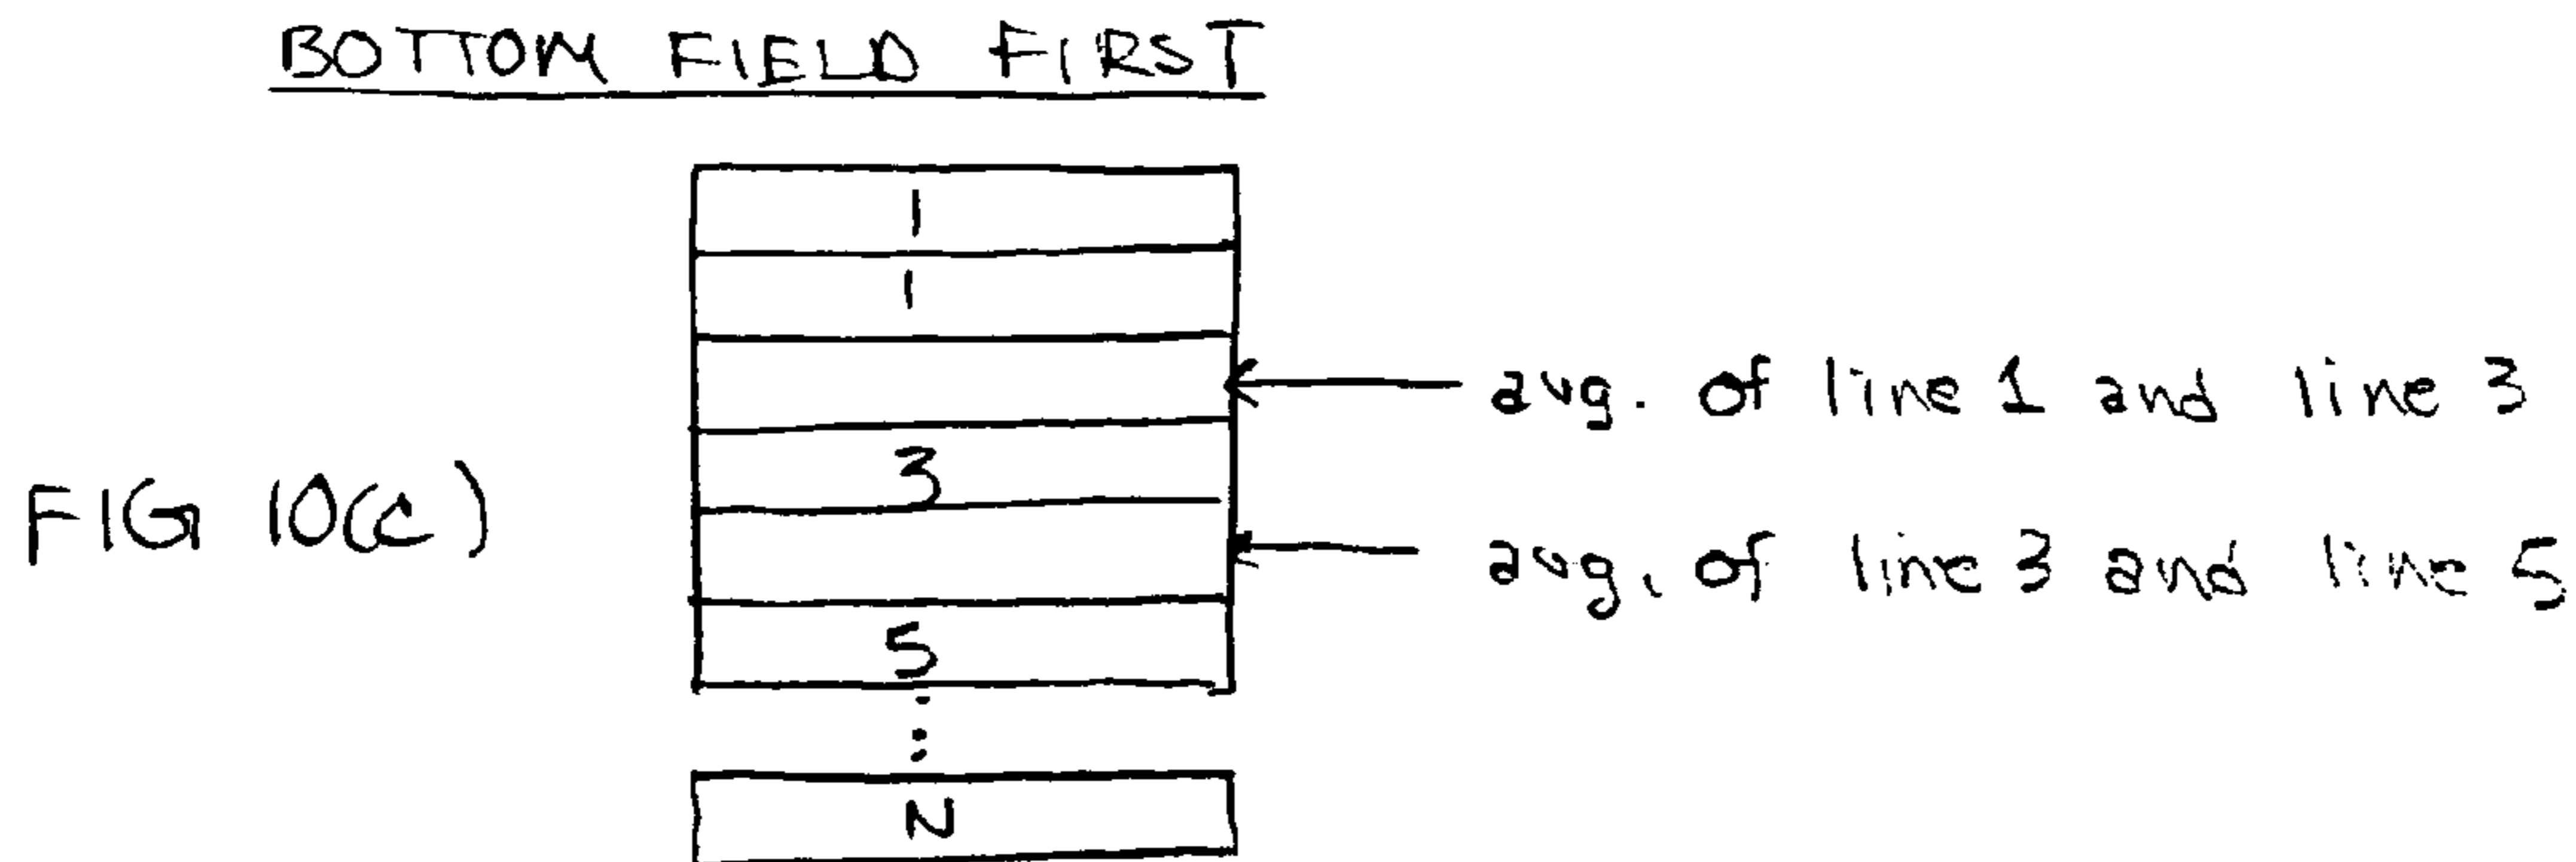 BOTTOM FIELD FIRST
1
1
avg. of line 1 and line 3
3
FIG 10(c)
avg. of line 3 and line 5
5
N